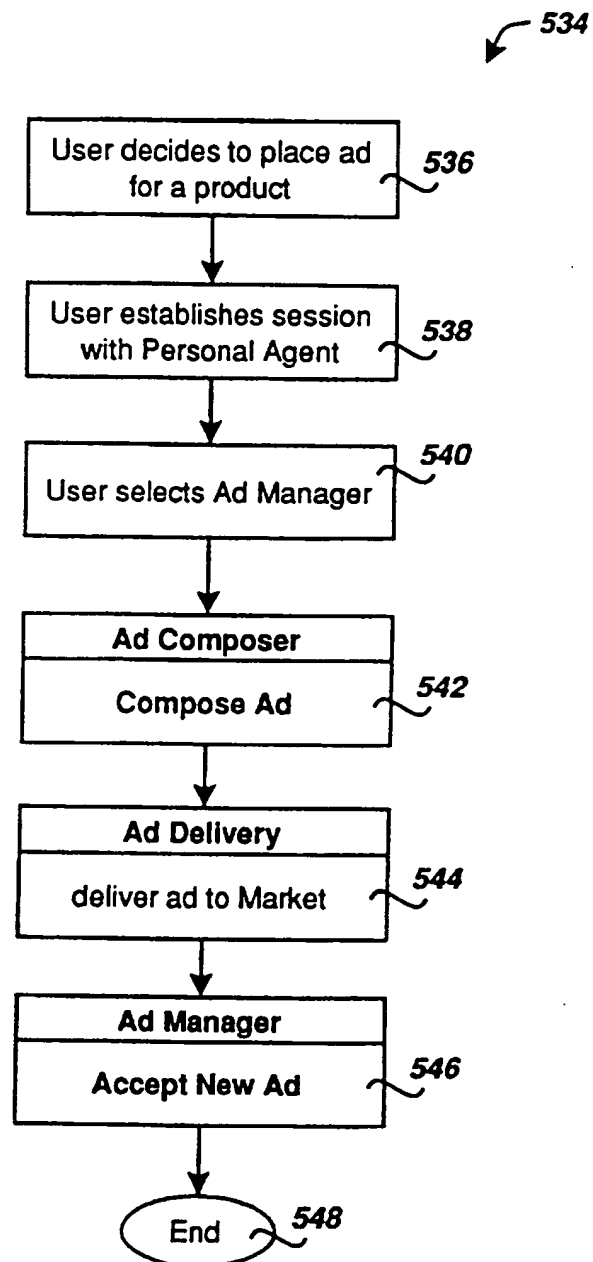 534
User decides to place ad
for a product
536
User establishes session
with Personal Agent
538
540
User selects Ad Manager
Ad Composer
Compose Ad
542
Ad Delivery
deliver ad to Market
544
Ad Manager
Accept New Ad
546
End
548